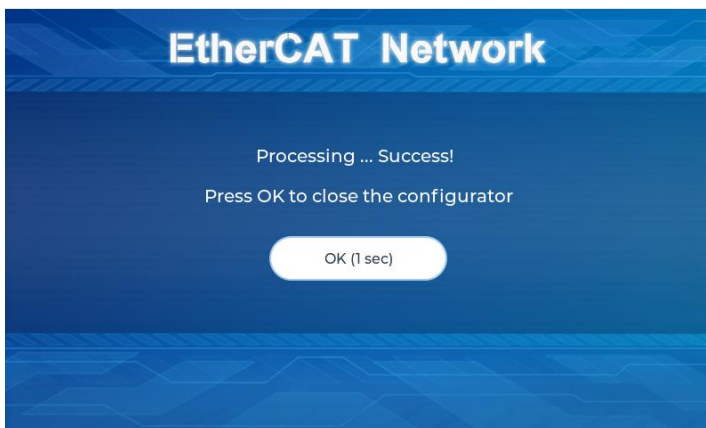 EtherCAT Network
Processing ... Success!
Press OK to close the configurator
OK (1 sec)